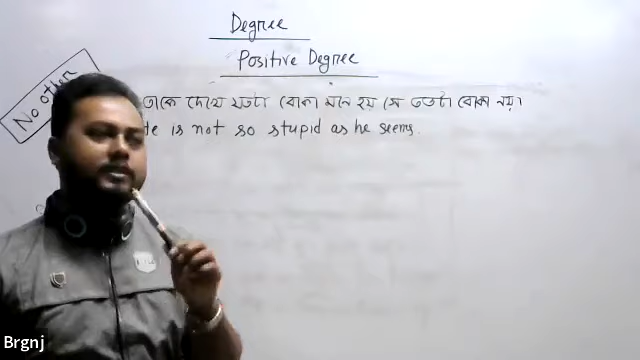 Degree
Positive Degree
No other
তাকে দেখে যতটা বোকা মনে হয় সে ততটা বোকা নয়।
He is not so stupid as he seems.
Brgnj